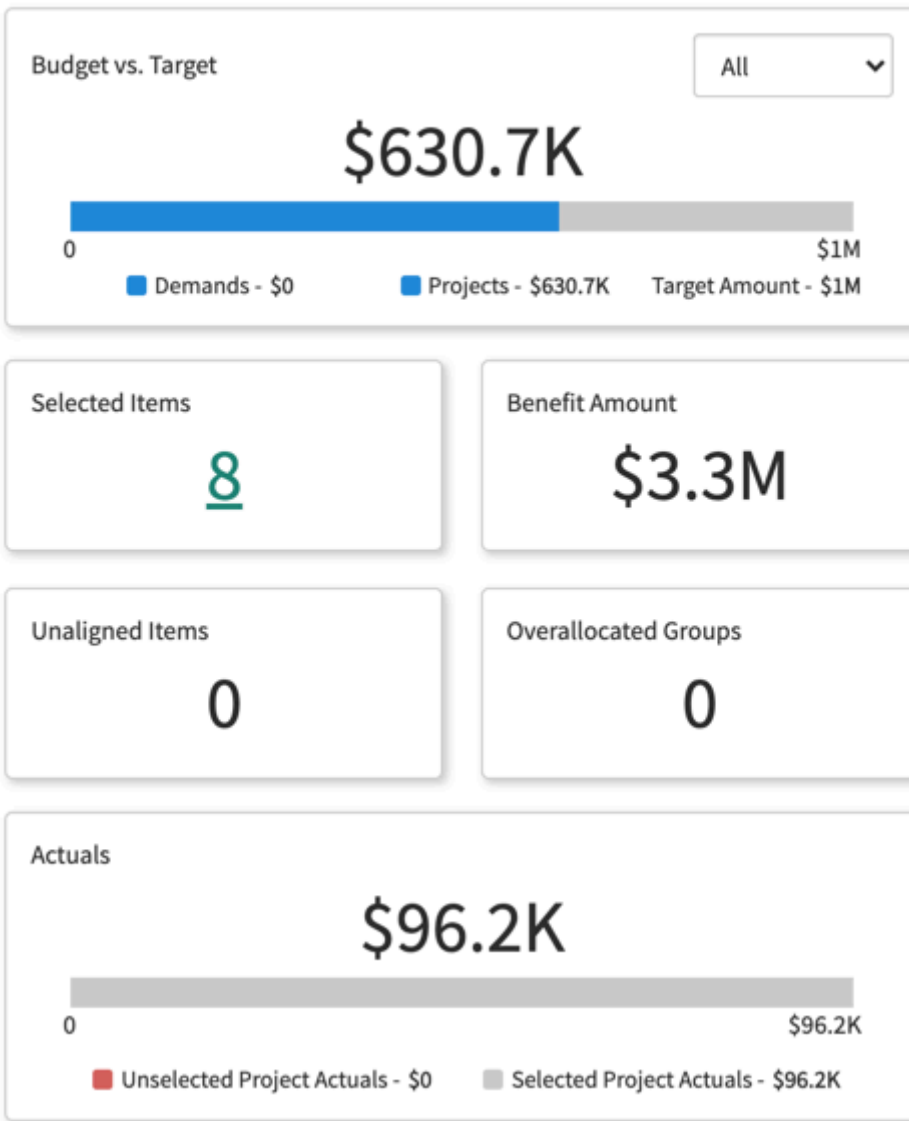 Budget vs. Target
All
$630.7K
0 $1M
Demands - $0 Projects - $630.7K Target Amount - $1M
Selected Items
8
Benefit Amount
$3.3M
Unaligned Items
0
Overallocated Groups
0
Actuals
$96.2K
0 $96.2K
Unselected Project Actuals - $0 Selected Project Actuals - $96.2K